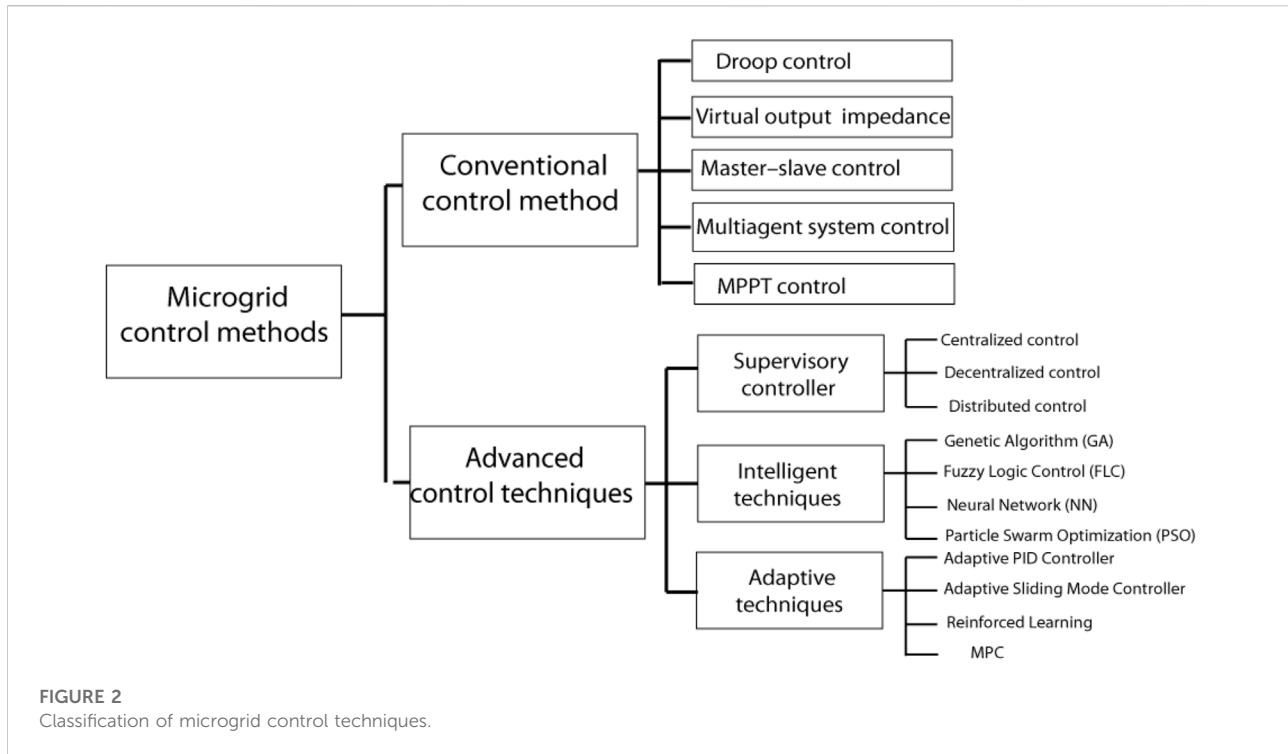 Microgrid
control methods
Conventional
control method
Droop control
Virtual output impedance
Master–slave control
Multiagent system control
MPPT control
Advanced
control techniques
Supervisory
controller
Centralized control
Decentralized control
Distributed control
Intelligent
techniques
Genetic Algorithm (GA)
Fuzzy Logic Control (FLC)
Neural Network (NN)
Particle Swarm Optimization (PSO)
Adaptive
techniques
Adaptive PID Controller
Adaptive Sliding Mode Controller
Reinforced Learning
MPC
FIGURE 2
Classification of microgrid control techniques.